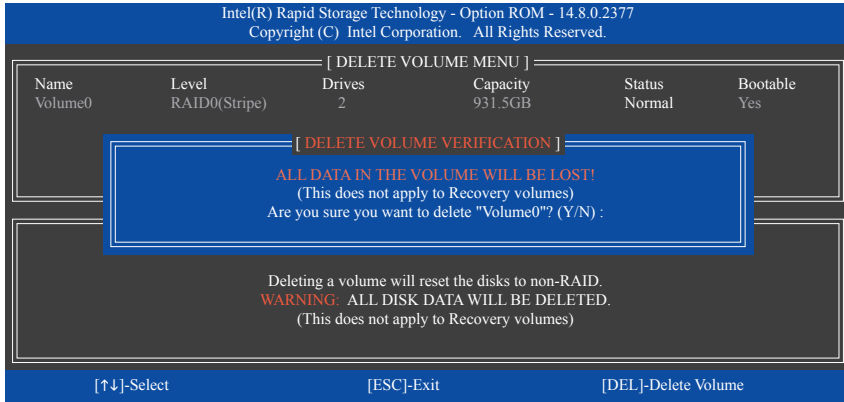 Intel(R) Rapid Storage Technology - Option ROM - 14.8.0.2377
Copyright (C) Intel Corporation. All Rights Reserved.
[ DELETE VOLUME MENU ]
Name Level Drives Capacity Status Bootable
Volume0 RAID0(Stripe) 2 931.5GB Normal Yes
[ DELETE VOLUME VERIFICATION ]
ALL DATA IN THE VOLUME WILL BE LOST!
(This does not apply to Recovery volumes)
Are you sure you want to delete "Volume0"? (Y/N) :
Deleting a volume will reset the disks to non-RAID.
WARNING: ALL DISK DATA WILL BE DELETED.
(This does not apply to Recovery volumes)
[↑↓]-Select [ESC]-Exit [DEL]-Delete Volume